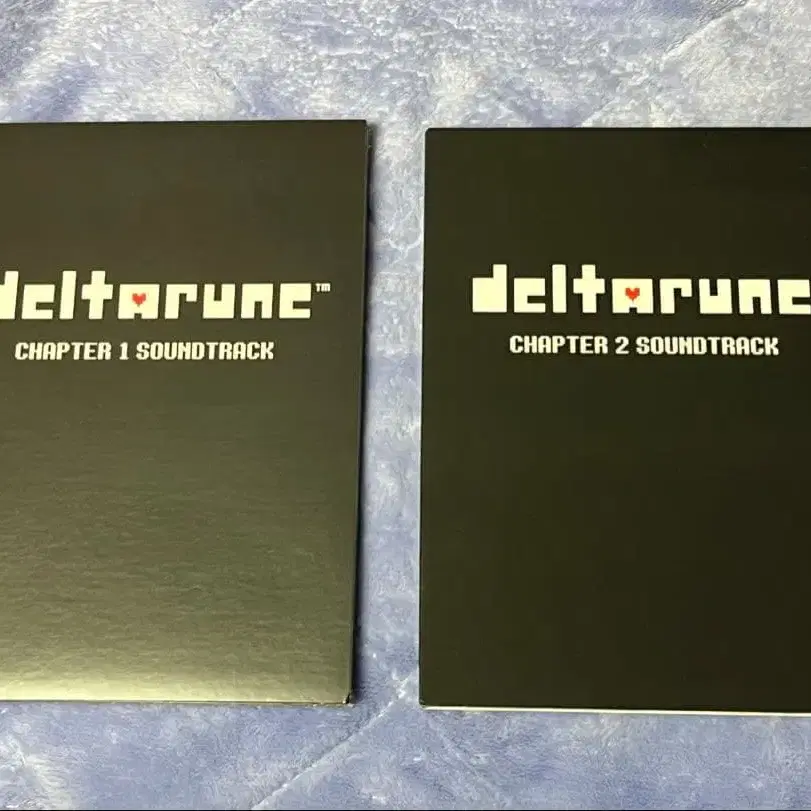 deltarune™
CHAPTER 1 SOUNDTRACK
deltarune
CHAPTER 2 SOUNDTRACK